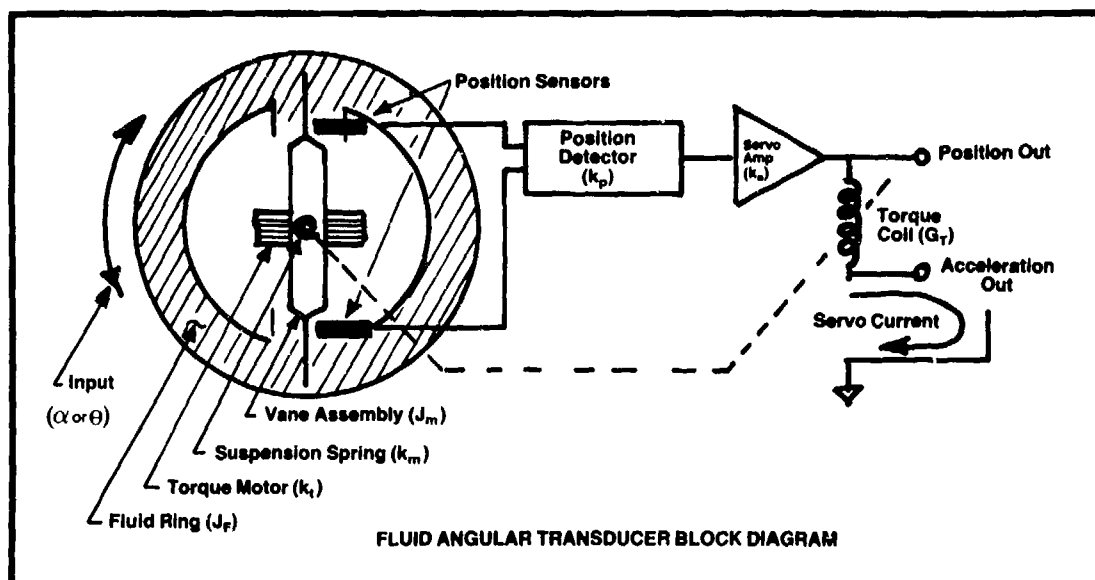 Position Sensors
Position
Detector
(kp)
Servo
Amp
(ka)
Position Out
Torque
Coil (GT)
Acceleration
Out
Servo Current
Input
(α or θ)
Vane Assembly (Jm)
Suspension Spring (km)
Torque Motor (kt)
Fluid Ring (JF)
FLUID ANGULAR TRANSDUCER BLOCK DIAGRAM